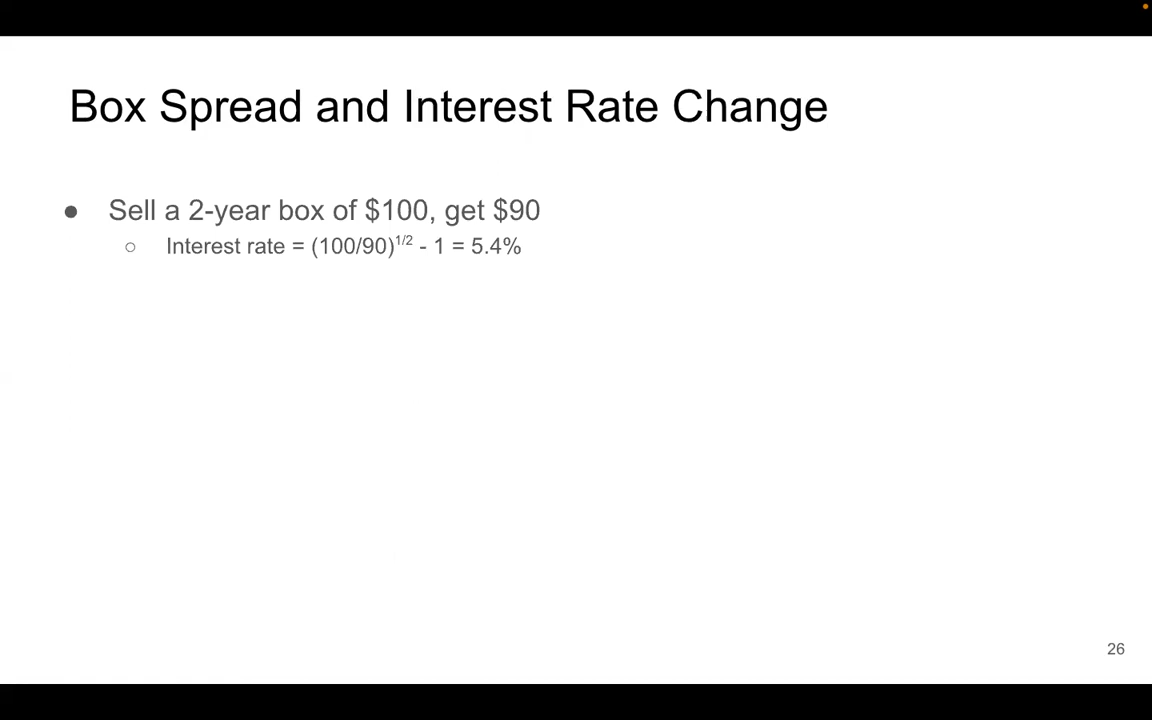 Box Spread and Interest Rate Change
● Sell a 2-year box of $100, get $90
○ Interest rate = (100/90)^1/2 - 1 = 5.4%
26